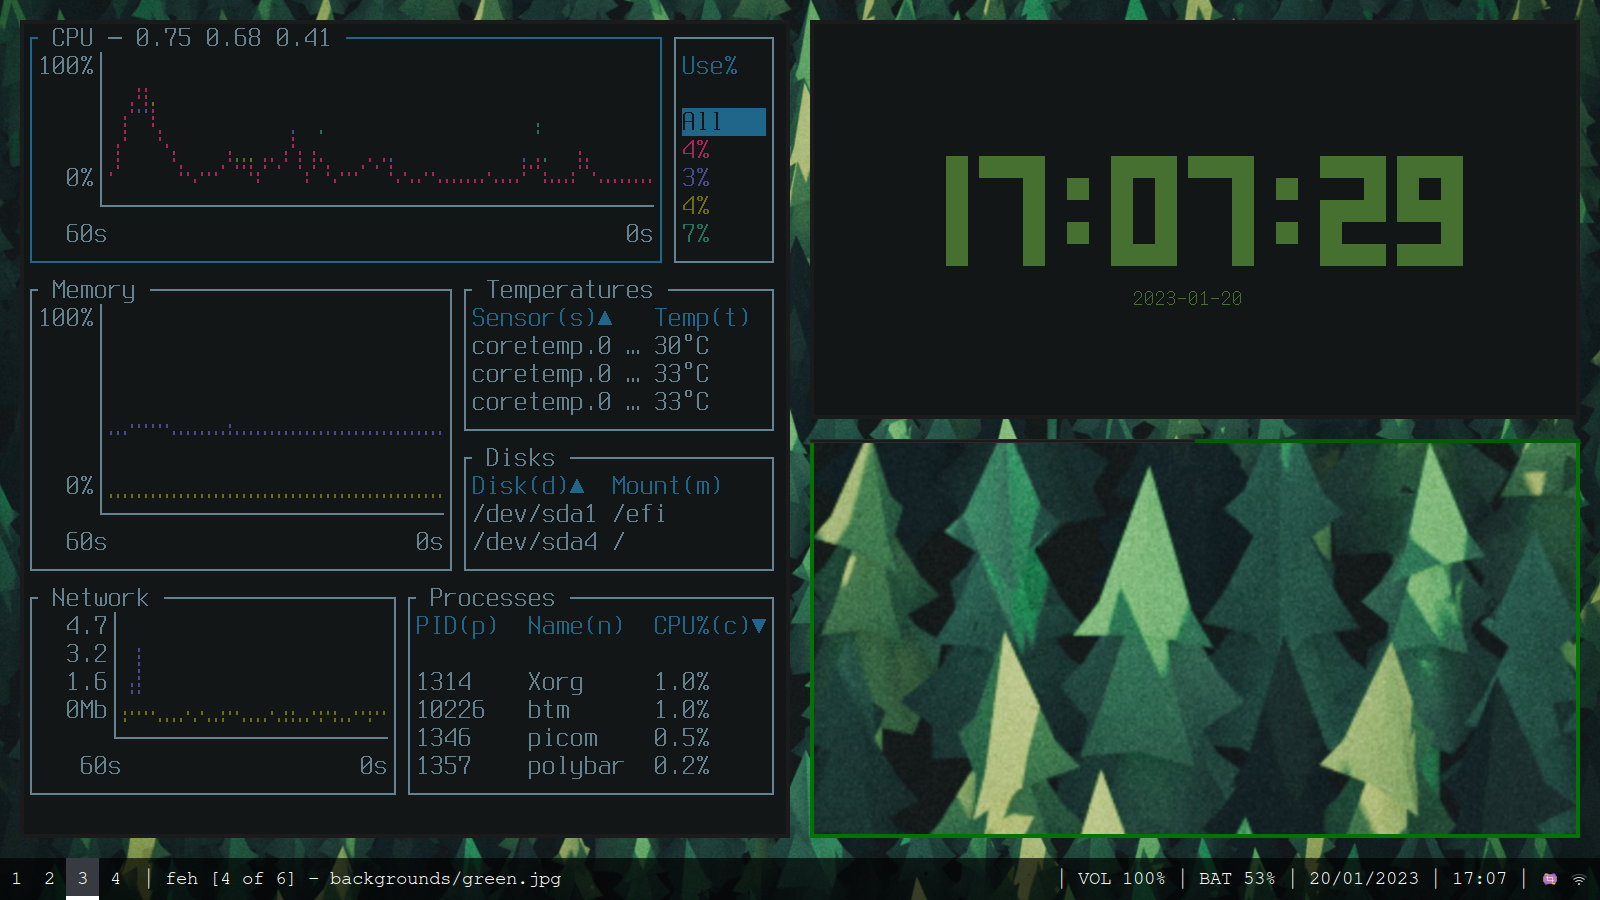 CPU — 0.75 0.68 0.41
100%
0%
60s 0s
Use%
All
4%
3%
4%
7%
Memory
100%
0%
60s 0s
Temperatures
Sensor(s)▲ Temp(t)
coretemp.0 … 30°C
coretemp.0 … 33°C
coretemp.0 … 33°C
Disks
Disk(d)▲ Mount(m)
/dev/sda1 /efi
/dev/sda4 /
Network
4.7
3.2
1.6
0Mb
60s 0s
Processes
PID(p) Name(n) CPU%(c)▼
1314 Xorg 1.0%
10226 btm 1.0%
1346 picom 0.5%
1357 polybar 0.2%
17:07:29
2023-01-20
1 2 3 4 | feh [4 of 6] - backgrounds/green.jpg | VOL 100% | BAT 53% | 20/01/2023 | 17:07 |